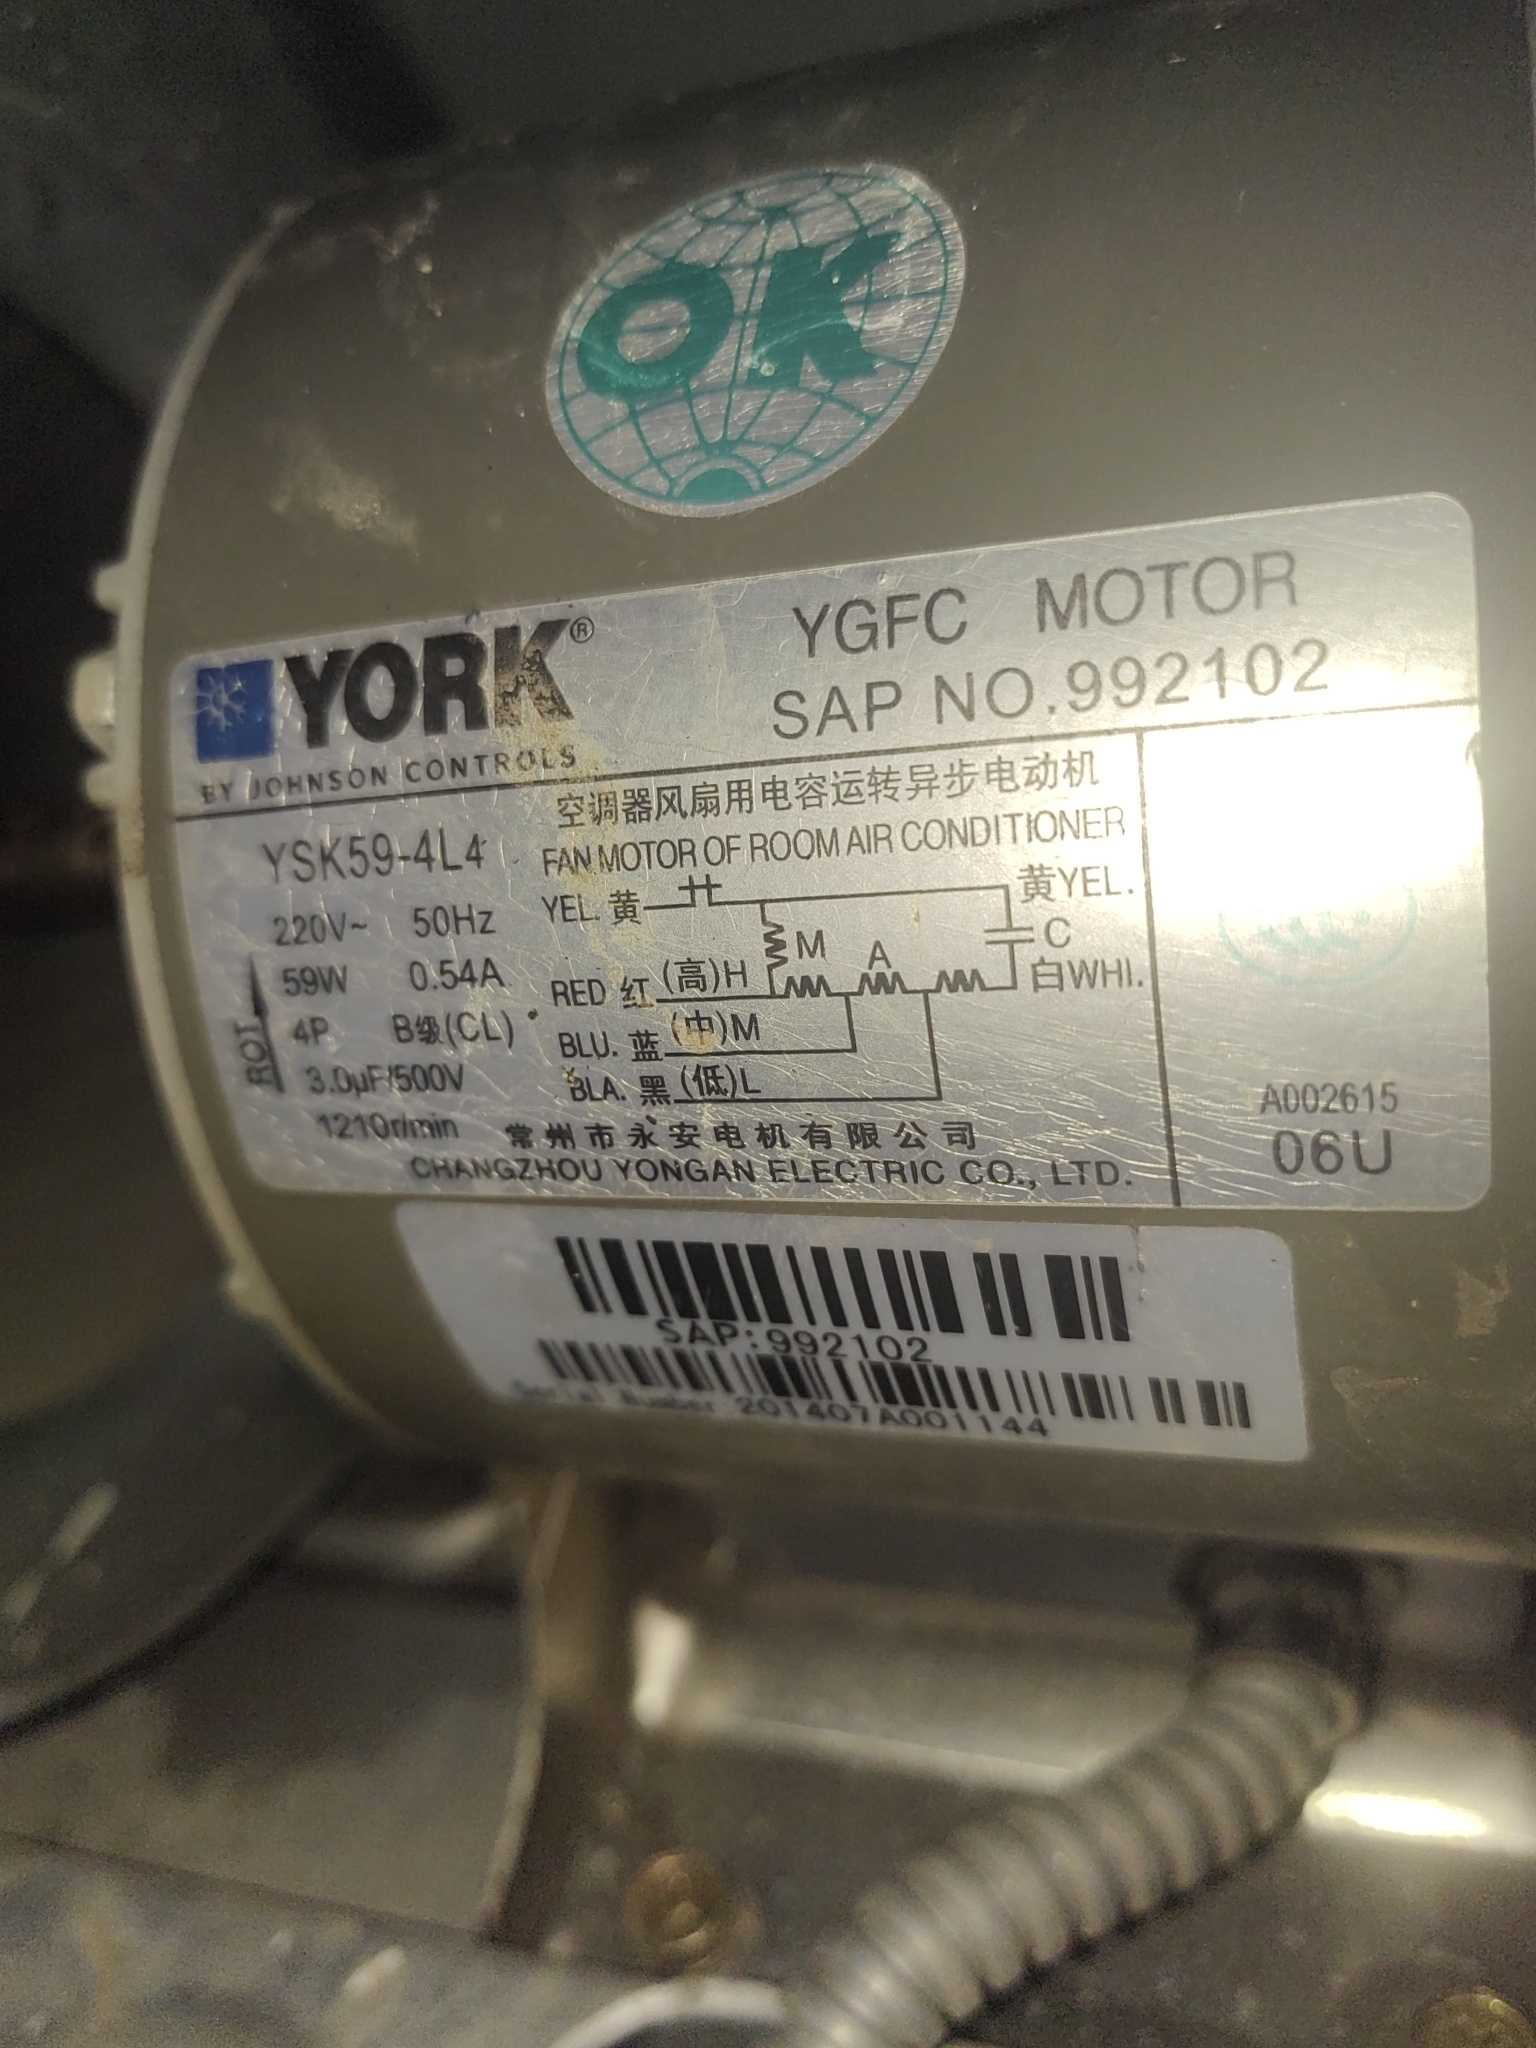 OK
YORK®
BY JOHNSON CONTROLS
YGFC MOTOR
SAP NO.992102
空调器风扇用电容运转异步电动机
FAN MOTOR OF ROOM AIR CONDITIONER
YSK59-4L4
220V~ 50Hz
59W 0.54A
4P B级(CL)
3.0μF/500V
1210r/min
ROT
YEL. 黄
黄YEL.
M
A
C
白WHI.
RED 红 (高)H
BLU. 蓝 (中)M
BLA. 黑 (低)L
常州市永安电机有限公司
CHANGZHOU YONGAN ELECTRIC CO., LTD.
A002615
06U
SAP:992102
Serial Number 201407A001144